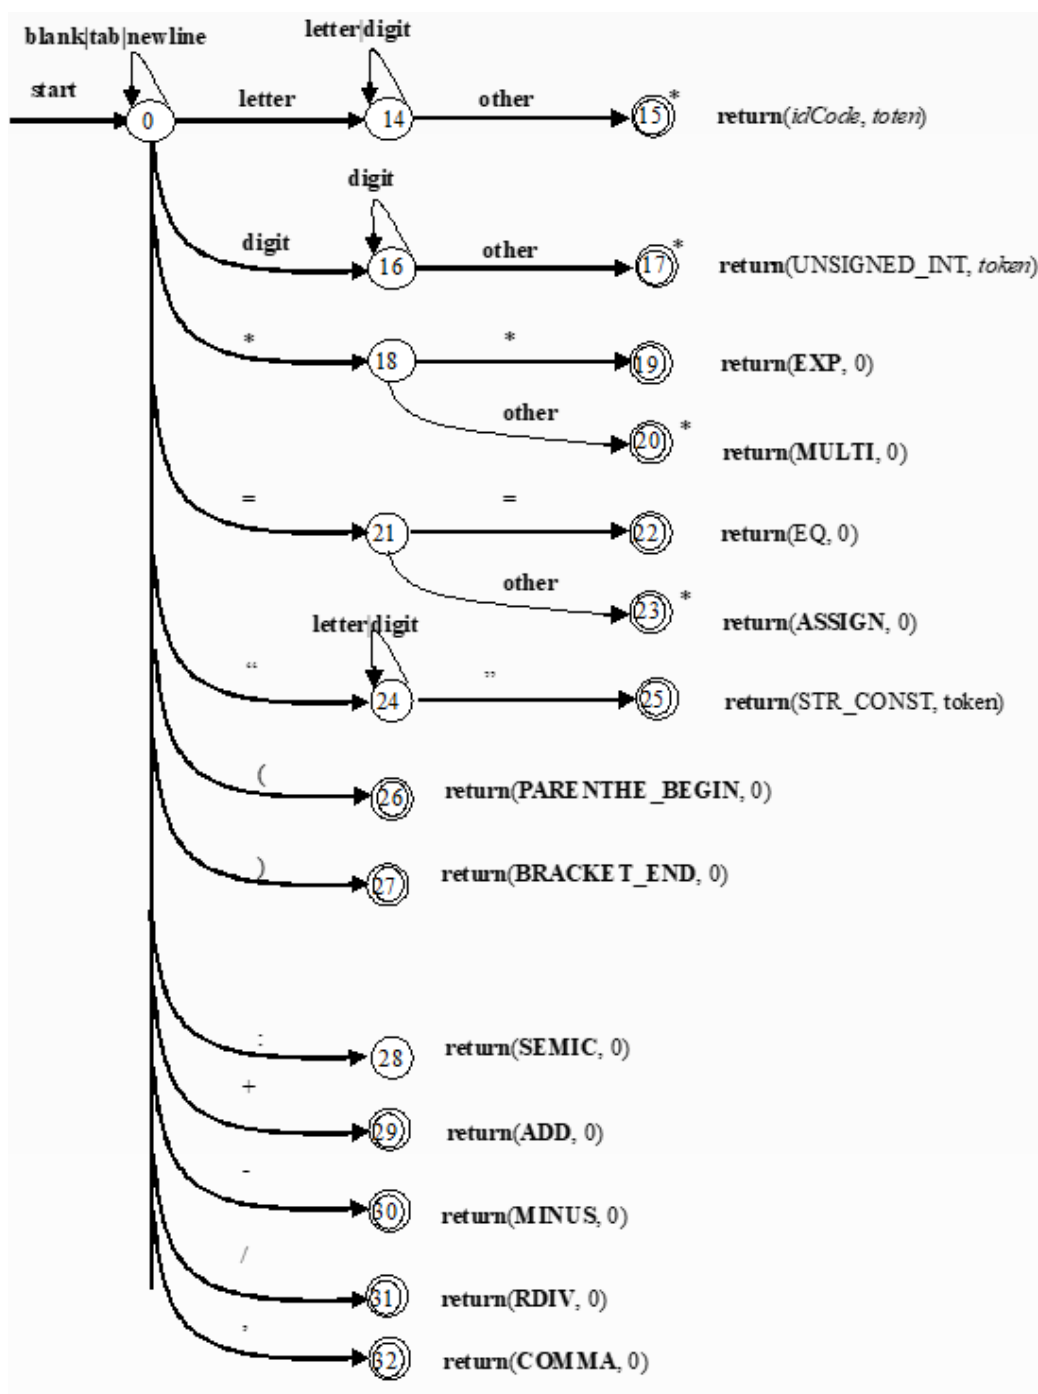 blank|tab|newline
letter|digit
start
letter
other
0
14
15
*
return(idCode, toten)
digit
digit
other
16
17
*
return(UNSIGNED_INT, token)
*
*
18
19
return(EXP, 0)
other
20
*
return(MULTI, 0)
=
=
21
22
return(EQ, 0)
other
23
*
return(ASSIGN, 0)
letter|digit
“
”
24
25
return(STR_CONST, token)
(
26
return(PARENTHE_BEGIN, 0)
)
27
return(BRACKET_END, 0)
:
28
return(SEMIC, 0)
+
29
return(ADD, 0)
-
30
return(MINUS, 0)
/
31
return(RDIV, 0)
,
32
return(COMMA, 0)